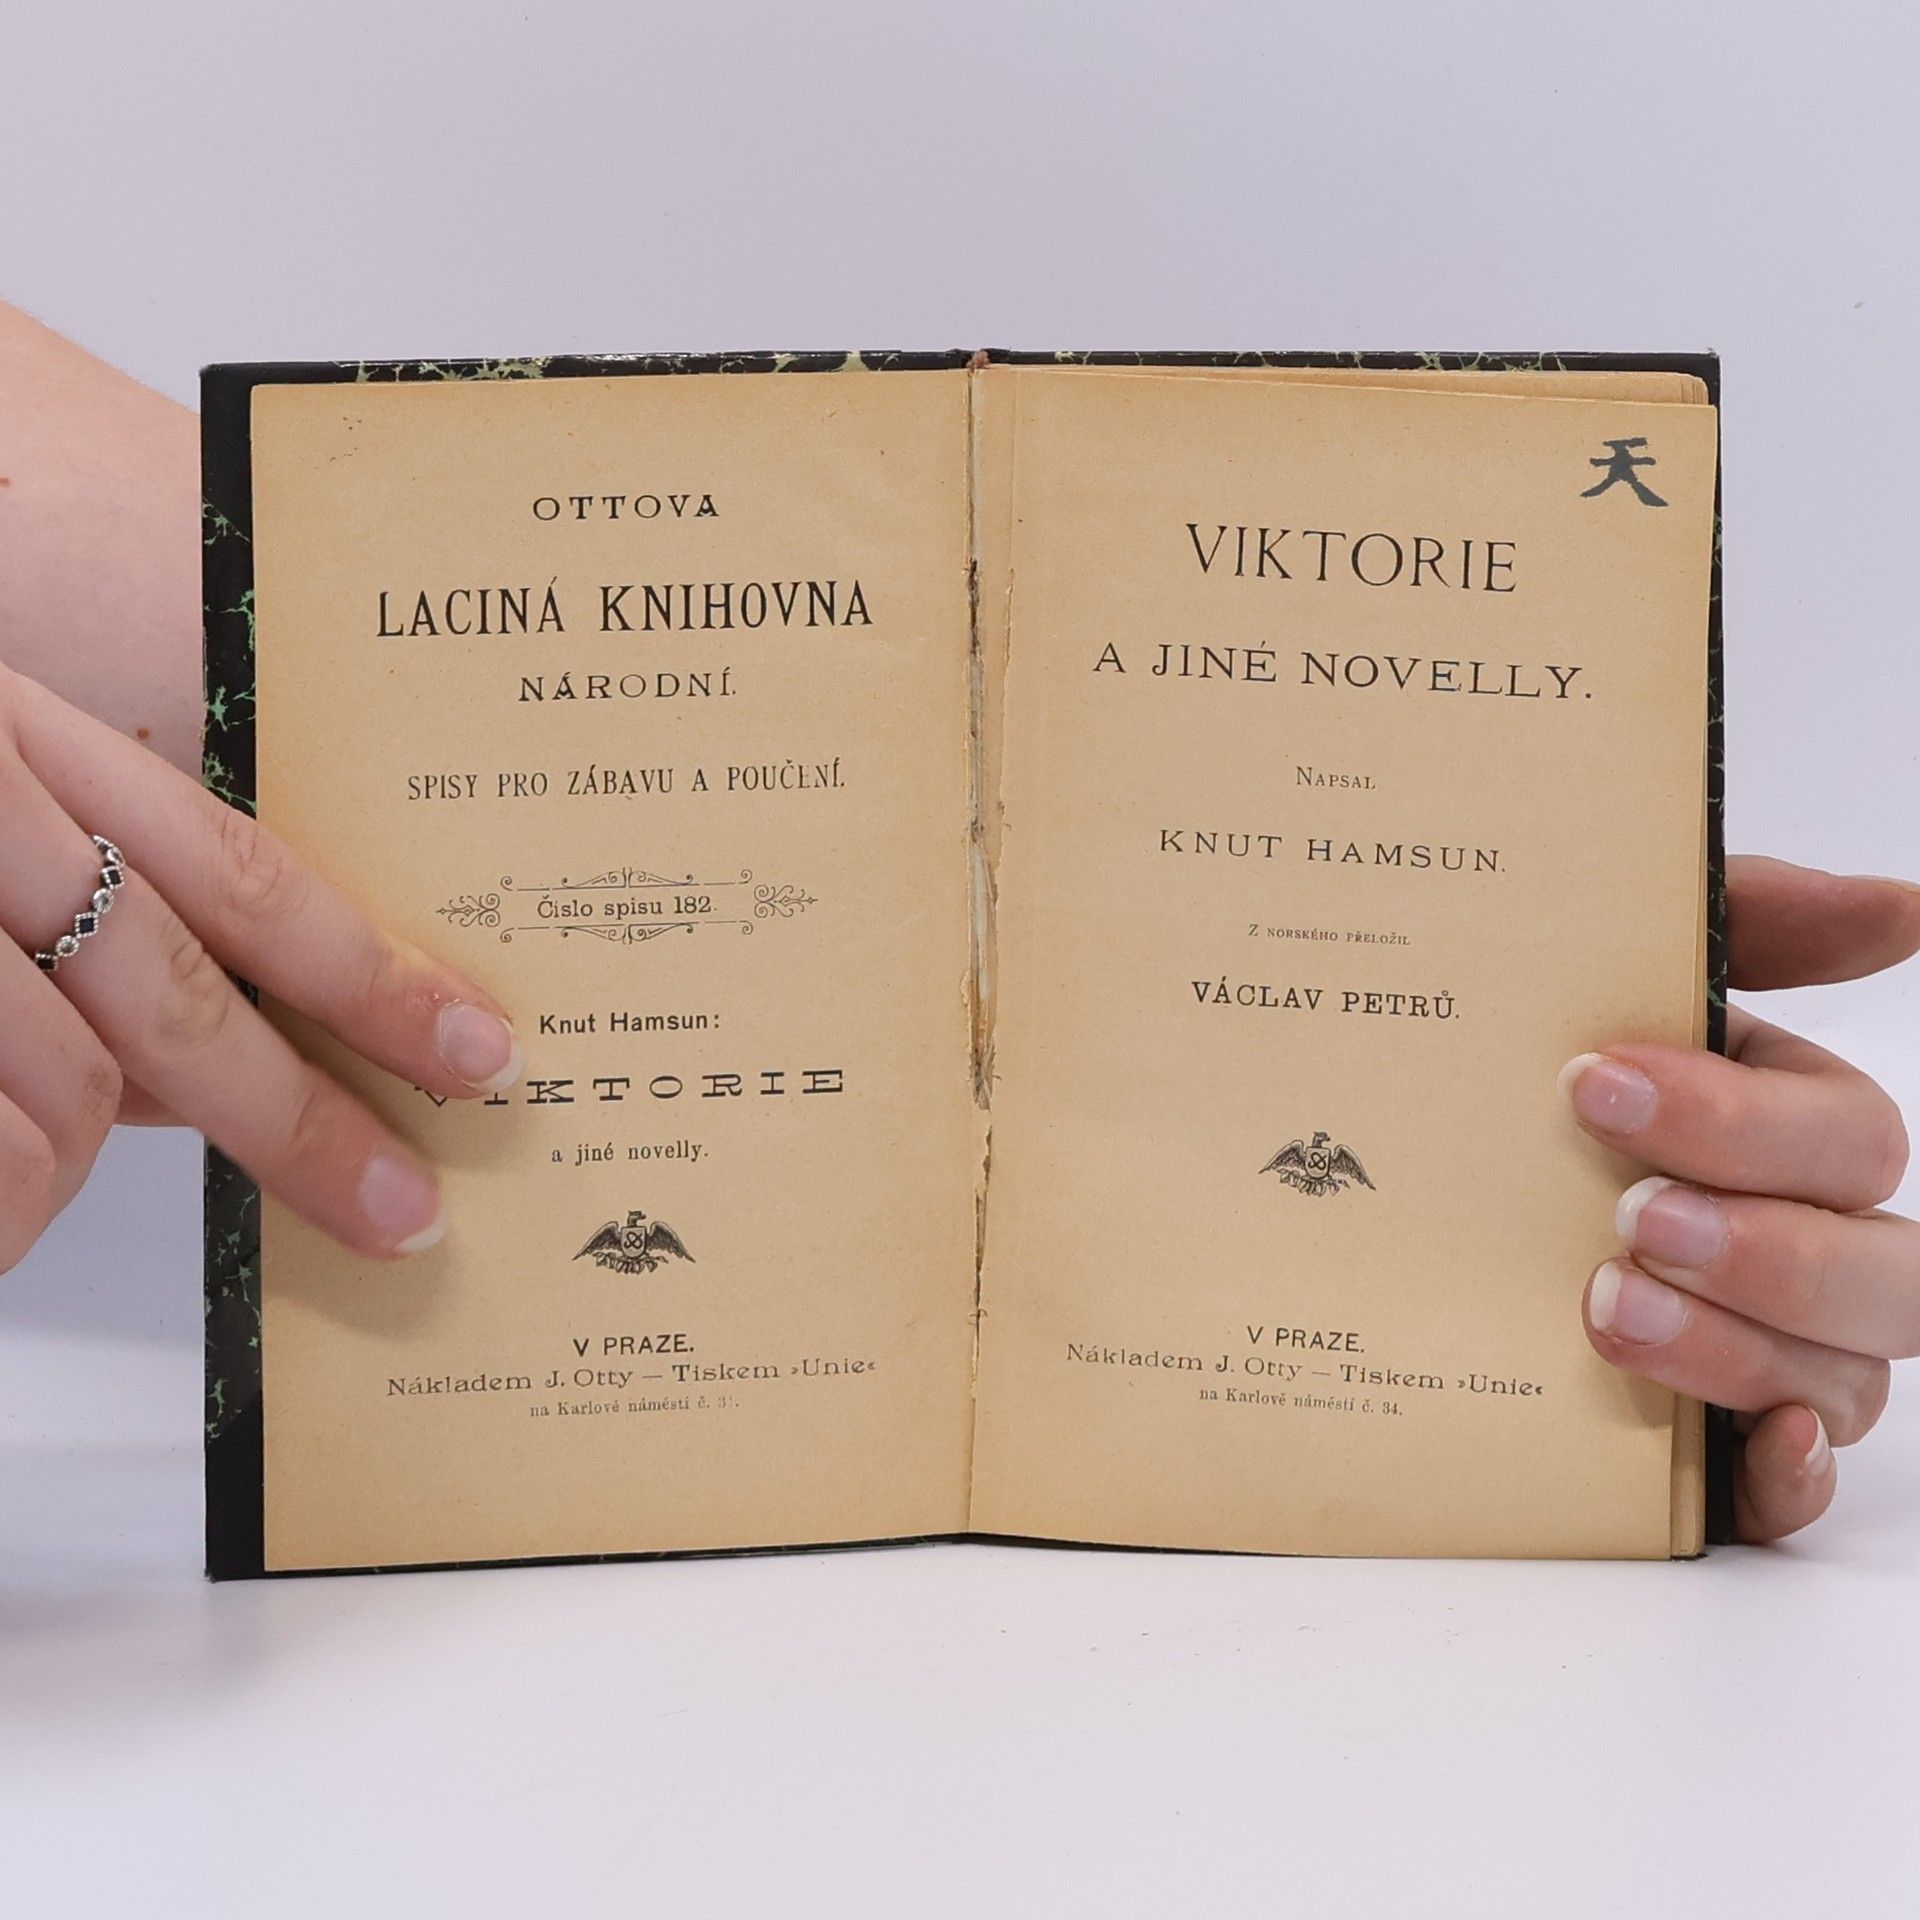 OTTOVA
LACINÁ KNIHOVNA
NÁRODNÍ.
SPISY PRO ZÁBAVU A POUČENÍ.
Číslo spisu 182.
Knut Hamsun:
VIKTORIE
a jiné novelly.
V PRAZE.
Nákladem J. Otty — Tiskem »Unie«
na Karlově náměstí č.
天
VIKTORIE
A JINÉ NOVELLY.
NAPSAL
KNUT HAMSUN.
Z NORSKÉHO PŘELOŽIL
VÁCLAV PETRŮ.
V PRAZE.
Nákladem J. Otty — Tiskem »Unie«
na Karlově náměstí č. 34.